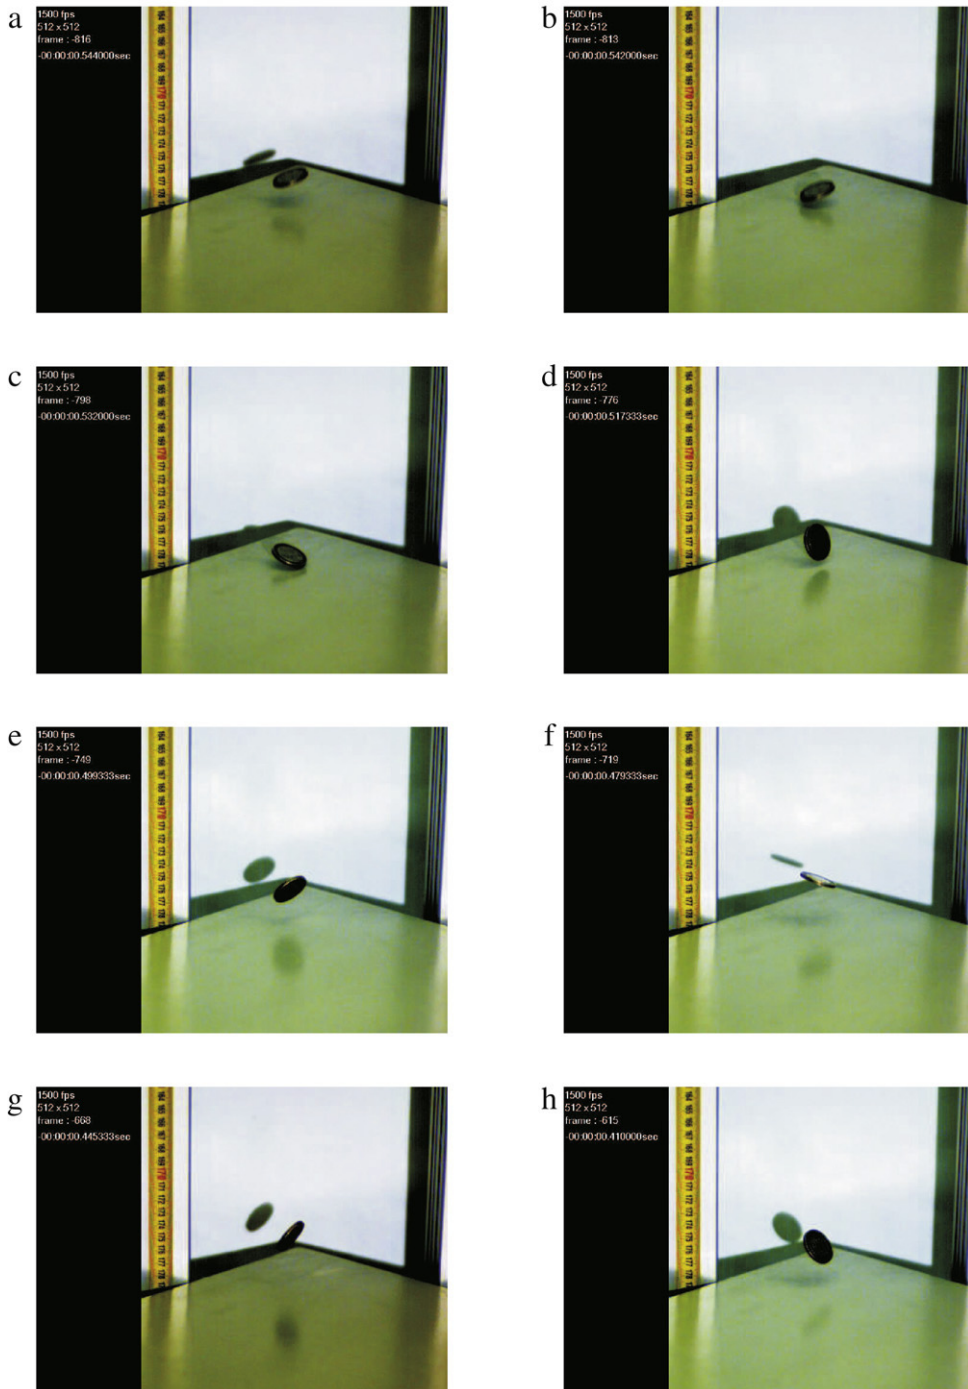 a
1500 fps
512 x 512
frame : -816
-00:00:00.544000sec
b
1500 fps
512 x 512
frame : -813
-00:00:00.542000sec
c
1500 fps
512 x 512
frame : -798
-00:00:00.532000sec
d
1500 fps
512 x 512
frame : -776
-00:00:00.517333sec
e
1500 fps
512 x 512
frame : -749
-00:00:00.499333sec
f
1500 fps
512 x 512
frame : -719
-00:00:00.479333sec
g
1500 fps
512 x 512
frame : -668
-00:00:00.445333sec
h
1500 fps
512 x 512
frame : -615
-00:00:00.410000sec